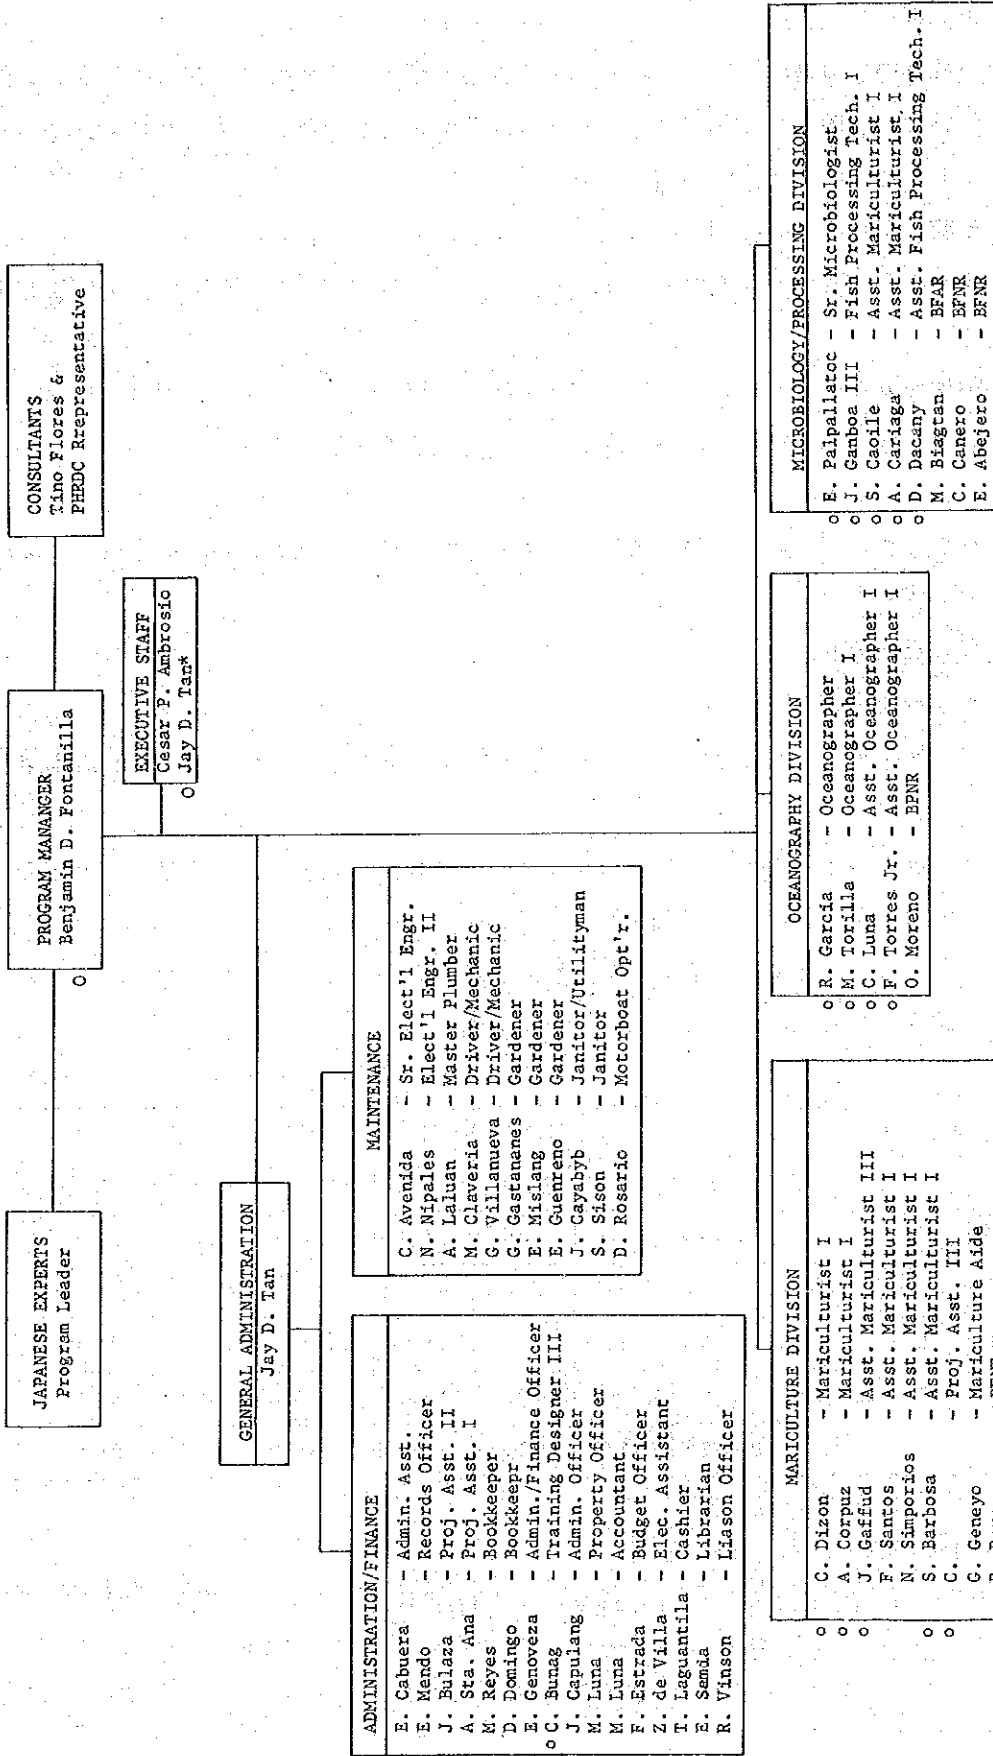 JAPANESE EXPERTS
Program Leader
PROGRAM MANANGER
Benjamin D. Fontanilla
o
CONSULTANTS
Tino Flores &
PHRDC Rrepresentative
EXECUTIVE STAFF
Cesar P. Ambrosio
o Jay D. Tan*
GENERAL ADMINISTRATION
Jay D. Tan
ADMINISTRATION/FINANCE
E. Cabuera - Admin. Asst.
E. Mendo - Records Officer
J. Bulaza - Proj. Asst. II
A. Sta. Ana - Proj. Asst. I
M. Reyes - Bookkeeper
D. Domingo - Bookkeepr
E. Genoveza - Admin./Finance Officer
o C. Bunag - Training Designer III
J. Capulang - Admin. Officer
M. Luna - Property Officer
M. Luna - Accountant
F. Estrada - Budget Officer
Z. de Villa - Elec. Assistant
T. Laguantila - Cashier
E. Samia - Librarian
R. Vinson - Liason Officer
MAINTENANCE
C. Avenida - Sr. Elect'l Engr.
N. Nipales - Elect'l Engr. II
A. Laluan - Master Plumber
M. Claveria - Driver/Mechanic
G. Villanueva - Driver/Mechanic
G. Gastananes - Gardener
E. Mislang - Gardener
E. Guenreno - Gardener
J. Cayabyb - Janitor/Utilityman
S. Sison - Janitor
D. Rosario - Motorboat Opt'r.
MARICULTURE DIVISION
o C. Dizon - Mariculturist I
o A. Corpuz - Mariculturist I
o J. Gaffud - Asst. Mariculturist III
F. Santos - Asst. Mariculturist I
N. Simporios - Asst. Mariculturist I
o S. Barbosa - Asst. Mariculturist I
o C. - Proj. Asst. III
G. Geneyo - Mariculture Aide
OCEANOGRAPHY DIVISION
o R. Garcia - Oceanographer
o M. Torilla - Oceanographer I
o C. Luna - Asst. Oceanographer I
o F. Torres Jr. - Asst. Oceanographer I
O. Moreno - BPNR
MICROBIOLOGY/PROCESSING DIVISION
o E. Palpallatoc - Sr. Microbiologist
o J. Ganboa III - Fish Processing Tech. I
o S. Caoile - Asst. Mariculturist I
o A. Cariaga - Asst. Mariculturist I
o D. Dacany - Asst. Fish Processing Tech. I
M. Biagtan - BFAR
C. Canero - BPNR
E. Abejero - BFNR